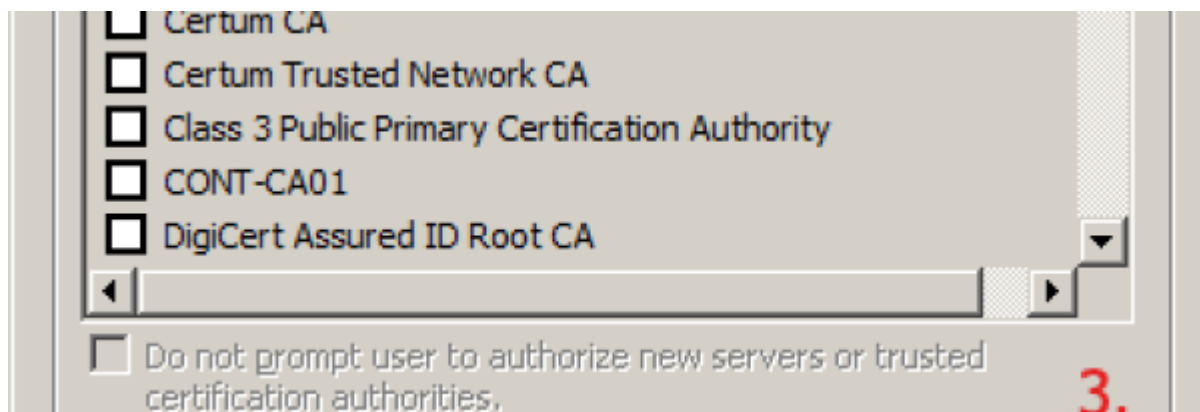 Certum CA
Certum Trusted Network CA
Class 3 Public Primary Certification Authority
CONT-CA01
DigiCert Assured ID Root CA
Do not prompt user to authorize new servers or trusted
certification authorities.
3.